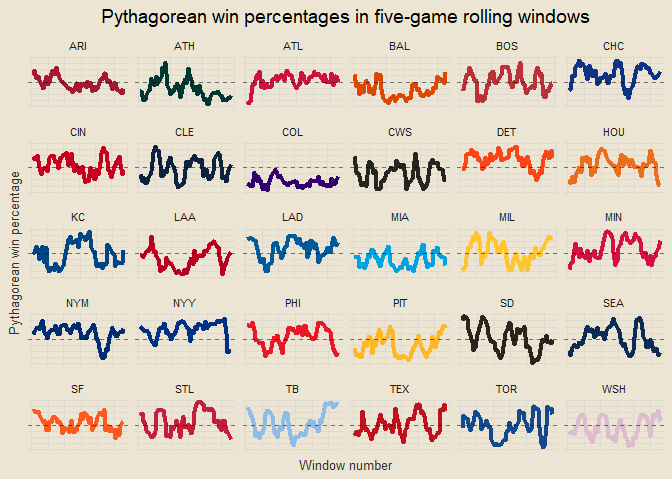 Pythagorean win percentages in five-game rolling windows
ARI ATH ATL BAL BOS CHC
CIN CLE COL CWS DET HOU
KC LAA LAD MIA MIL MIN
NYM NYY PHI PIT SD SEA
SF STL TB TEX TOR WSH
Pythagorean win percentage
Window number